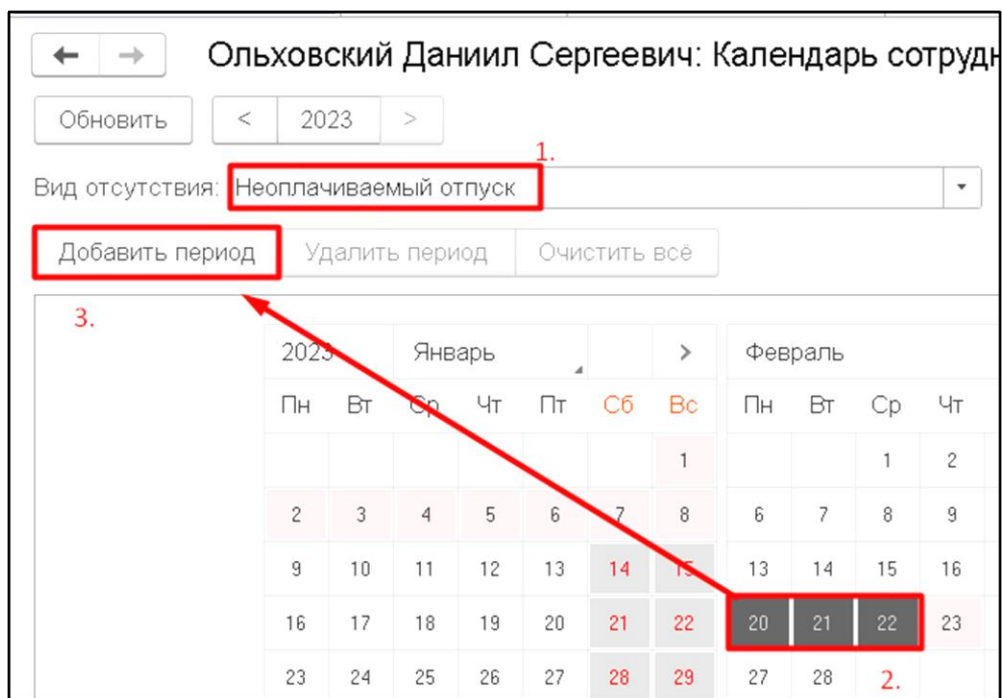 Ольховский Даниил Сергеевич: Календарь сотрудн
Обновить < 2023 >
1.
Вид отсутствия: Неоплачиваемый отпуск
Добавить период Удалить период Очистить всё
3.
2023 Январь > Февраль
Пн Вт Ср Чт Пт Сб Вс Пн Вт Ср Чт
1 1 2
2 3 4 5 6 7 8 6 7 8 9
9 10 11 12 13 14 15 13 14 15 16
16 17 18 19 20 21 22 20 21 22 23
23 24 25 26 27 28 29 27 28 2.